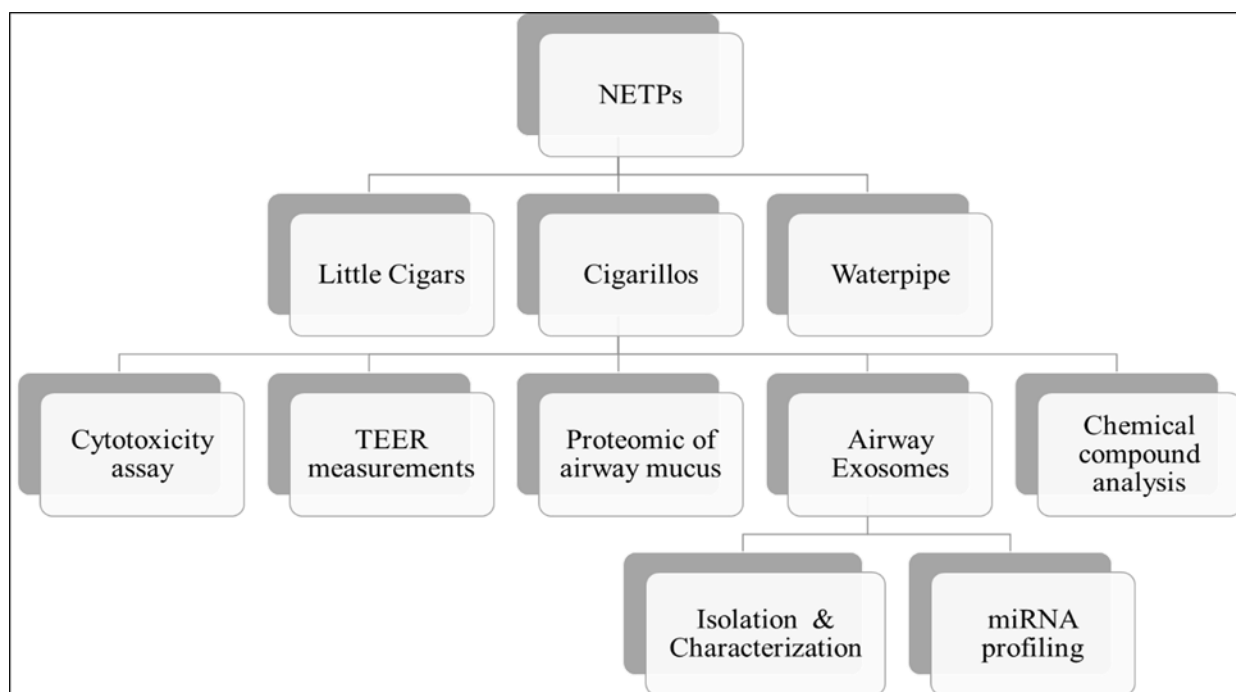 NETPs
Little Cigars
Cigarillos
Waterpipe
Cytotoxicity
assay
TEER
measurements
Proteomic of
airway mucus
Airway
Exosomes
Chemical
compound
analysis
Isolation &
Characterization
miRNA
profiling